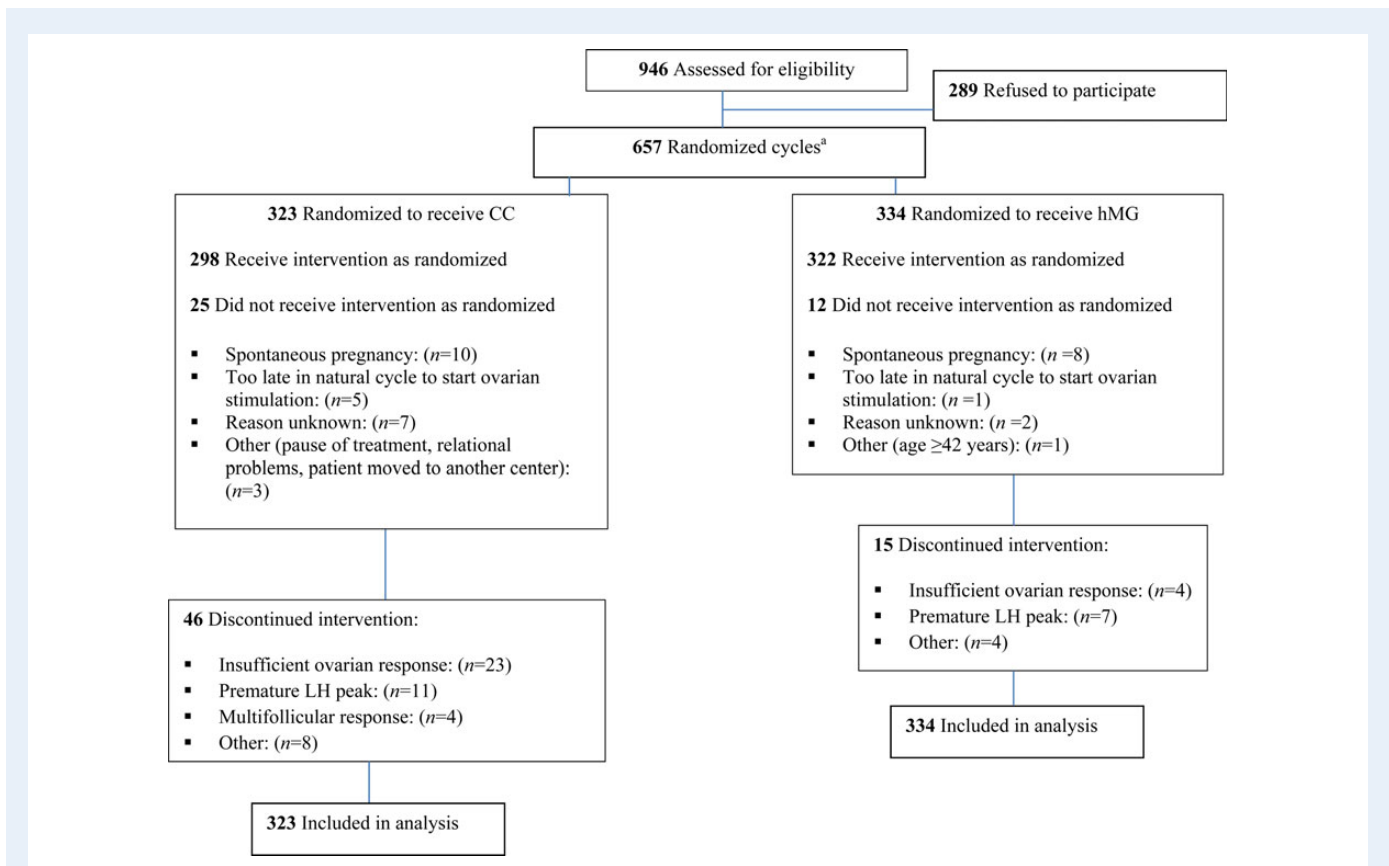 946 Assessed for eligibility
289 Refused to participate
657 Randomized cyclesᵃ
323 Randomized to receive CC
298 Receive intervention as randomized
25 Did not receive intervention as randomized
▪ Spontaneous pregnancy: (n=10)
▪ Too late in natural cycle to start ovarian
stimulation: (n=5)
▪ Reason unknown: (n=7)
▪ Other (pause of treatment, relational
problems, patient moved to another center):
(n=3)
334 Randomized to receive hMG
322 Receive intervention as randomized
12 Did not receive intervention as randomized
▪ Spontaneous pregnancy: (n =8)
▪ Too late in natural cycle to start ovarian
stimulation: (n =1)
▪ Reason unknown: (n =2)
▪ Other (age ≥42 years): (n=1)
46 Discontinued intervention:
▪ Insufficient ovarian response: (n=23)
▪ Premature LH peak: (n=11)
▪ Multifollicular response: (n=4)
▪ Other: (n=8)
15 Discontinued intervention:
▪ Insufficient ovarian response: (n=4)
▪ Premature LH peak: (n=7)
▪ Other: (n=4)
323 Included in analysis
334 Included in analysis